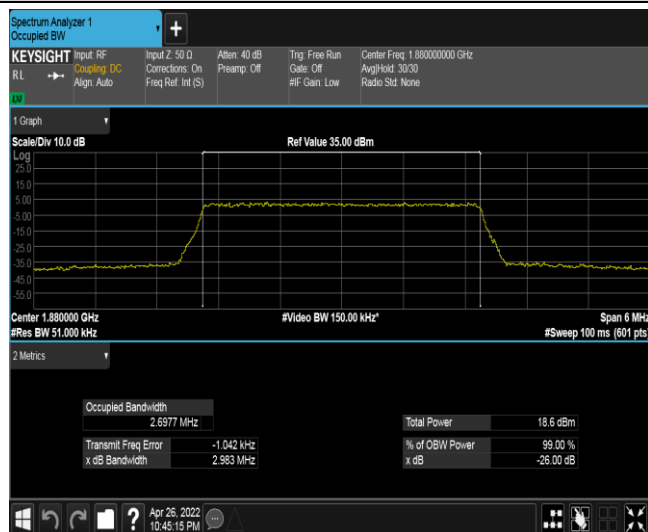 Spectrum Analyzer 1
Occupied BW
+
KEYSIGHT Input: RF Input Z: 50 Ω Atten: 40 dB Trig: Free Run Center Freq: 1.880000000 GHz
RL Coupling: DC Corrections: On Preamp: Off Gate: Off Avg|Hold: 30/30
Align: Auto Freq Ref: Int (S) #IF Gain: Low Radio Std: None
1 Graph
Scale/Div 10.0 dB Ref Value 35.00 dBm
Log
25.0
15.0
5.00
-5.00
-15.0
-25.0
-35.0
-45.0
-55.0
Center 1.880000 GHz #Video BW 150.00 kHz* Span 6 MHz
#Res BW 51.000 kHz #Sweep 100 ms (601 pts)
2 Metrics
Occupied Bandwidth
2.6977 MHz Total Power 18.6 dBm
Transmit Freq Error -1.042 kHz % of OBW Power 99.00 %
x dB Bandwidth 2.983 MHz x dB -26.00 dB
? Apr 26, 2022
10:45:15 PM